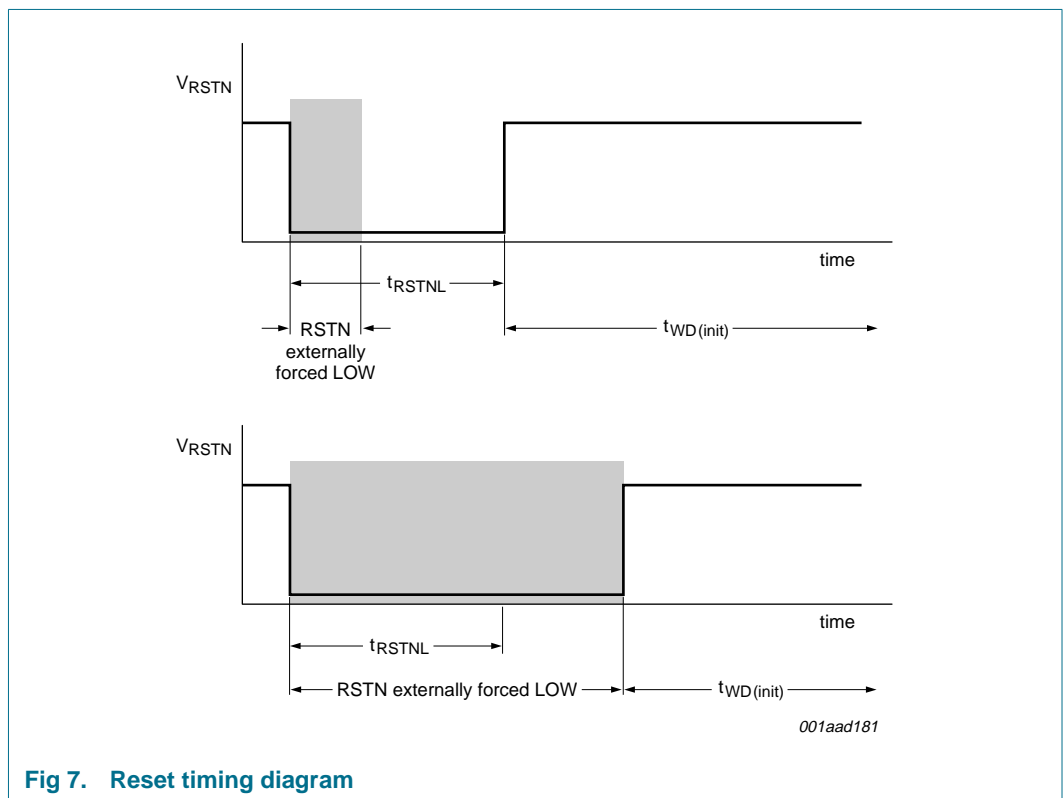 VRSTN
time
tRSTNL
RSTN
externally
forced LOW
tWD(init)
VRSTN
time
tRSTNL
RSTN externally forced LOW
tWD(init)
001aad181
Fig 7. Reset timing diagram